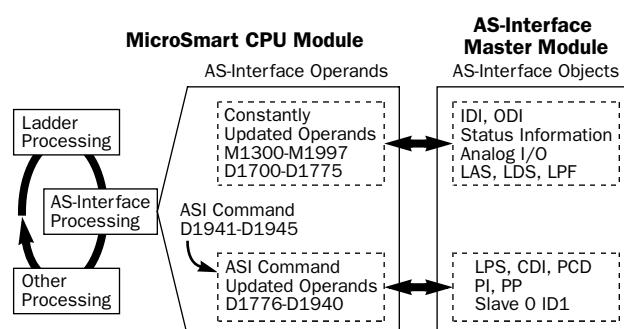 MicroSmart CPU Module
AS-Interface
Master Module
AS-Interface Operands
AS-Interface Objects
Ladder
Processing
AS-Interface
Processing
Other
Processing
Constantly
Updated Operands
M1300-M1997
D1700-D1775
ASI Command
D1941-D1945
ASI Command
Updated Operands
D1776-D1940
IDI, ODI
Status Information
Analog I/O
LAS, LDS, LPF
LPS, CDI, PCD
PI, PP
Slave 0 ID1